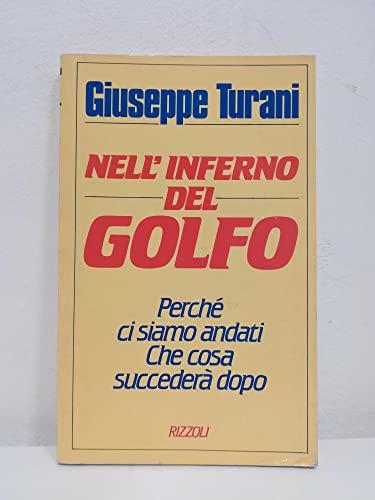 Giuseppe Turani
NELL' INFERNO
DEL
GOLFO
Perché
ci siamo andati
Che cosa
succederà dopo
RIZZOLI